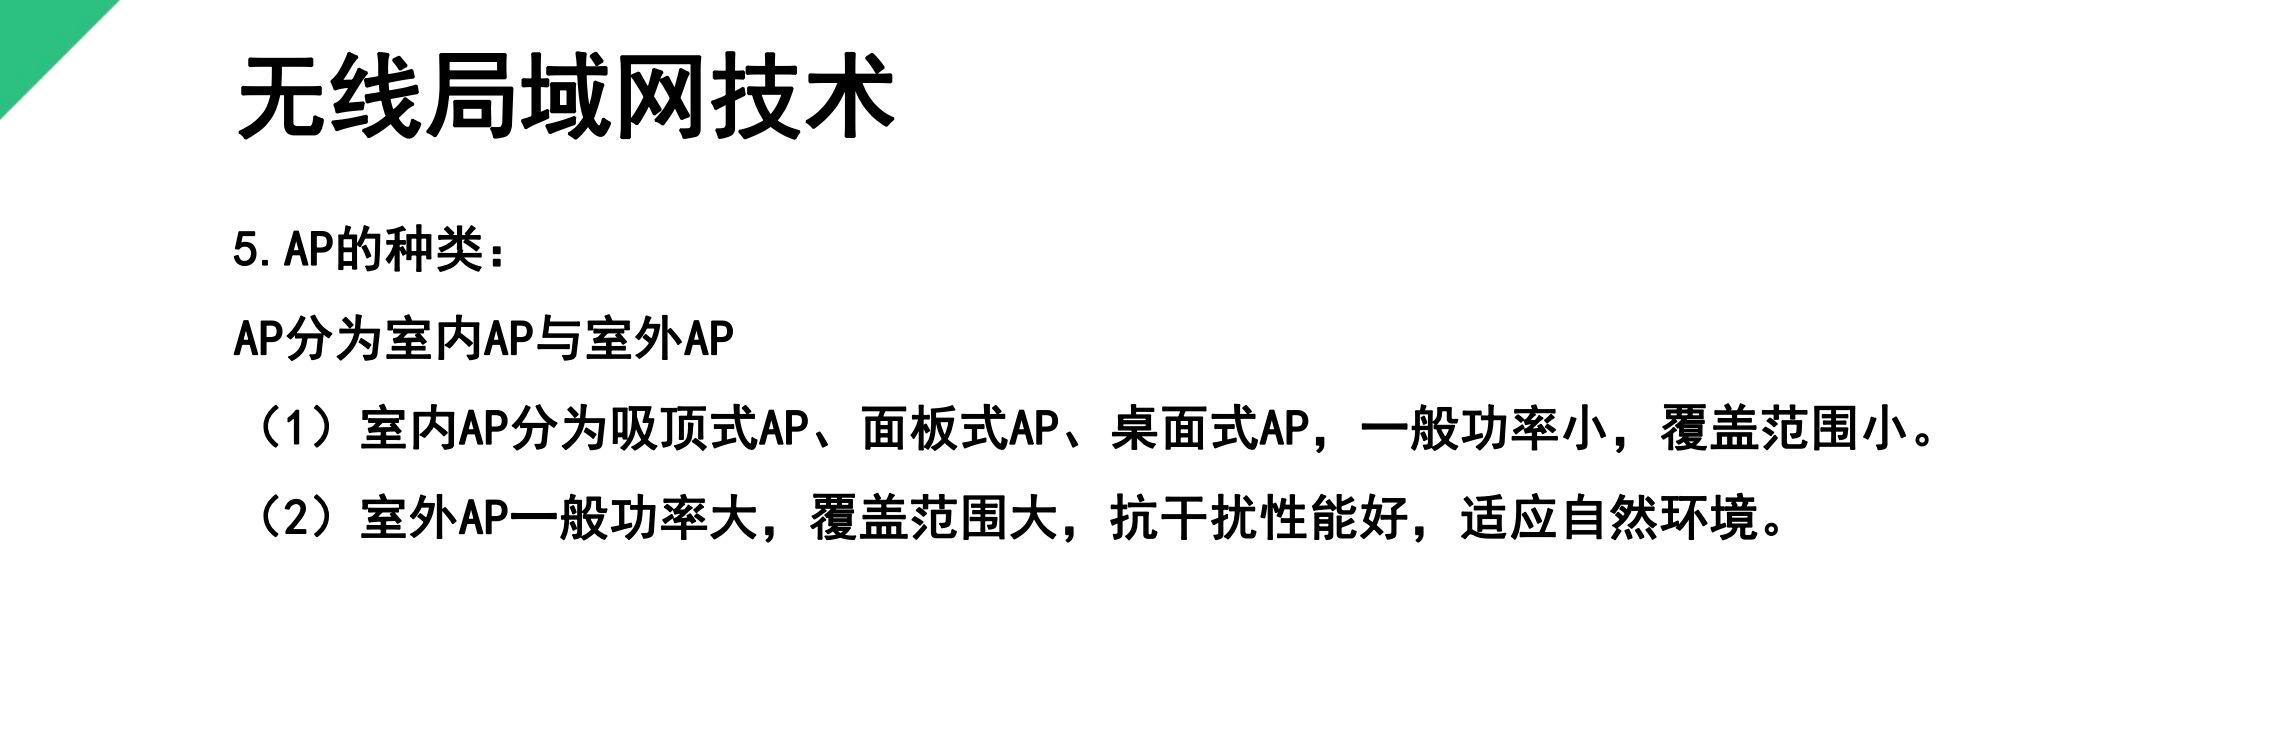 无线局域网技术
5.AP的种类：
AP分为室内AP与室外AP
（1）室内AP分为吸顶式AP、面板式AP、桌面式AP，一般功率小，覆盖范围小。
（2）室外AP一般功率大，覆盖范围大，抗干扰性能好，适应自然环境。